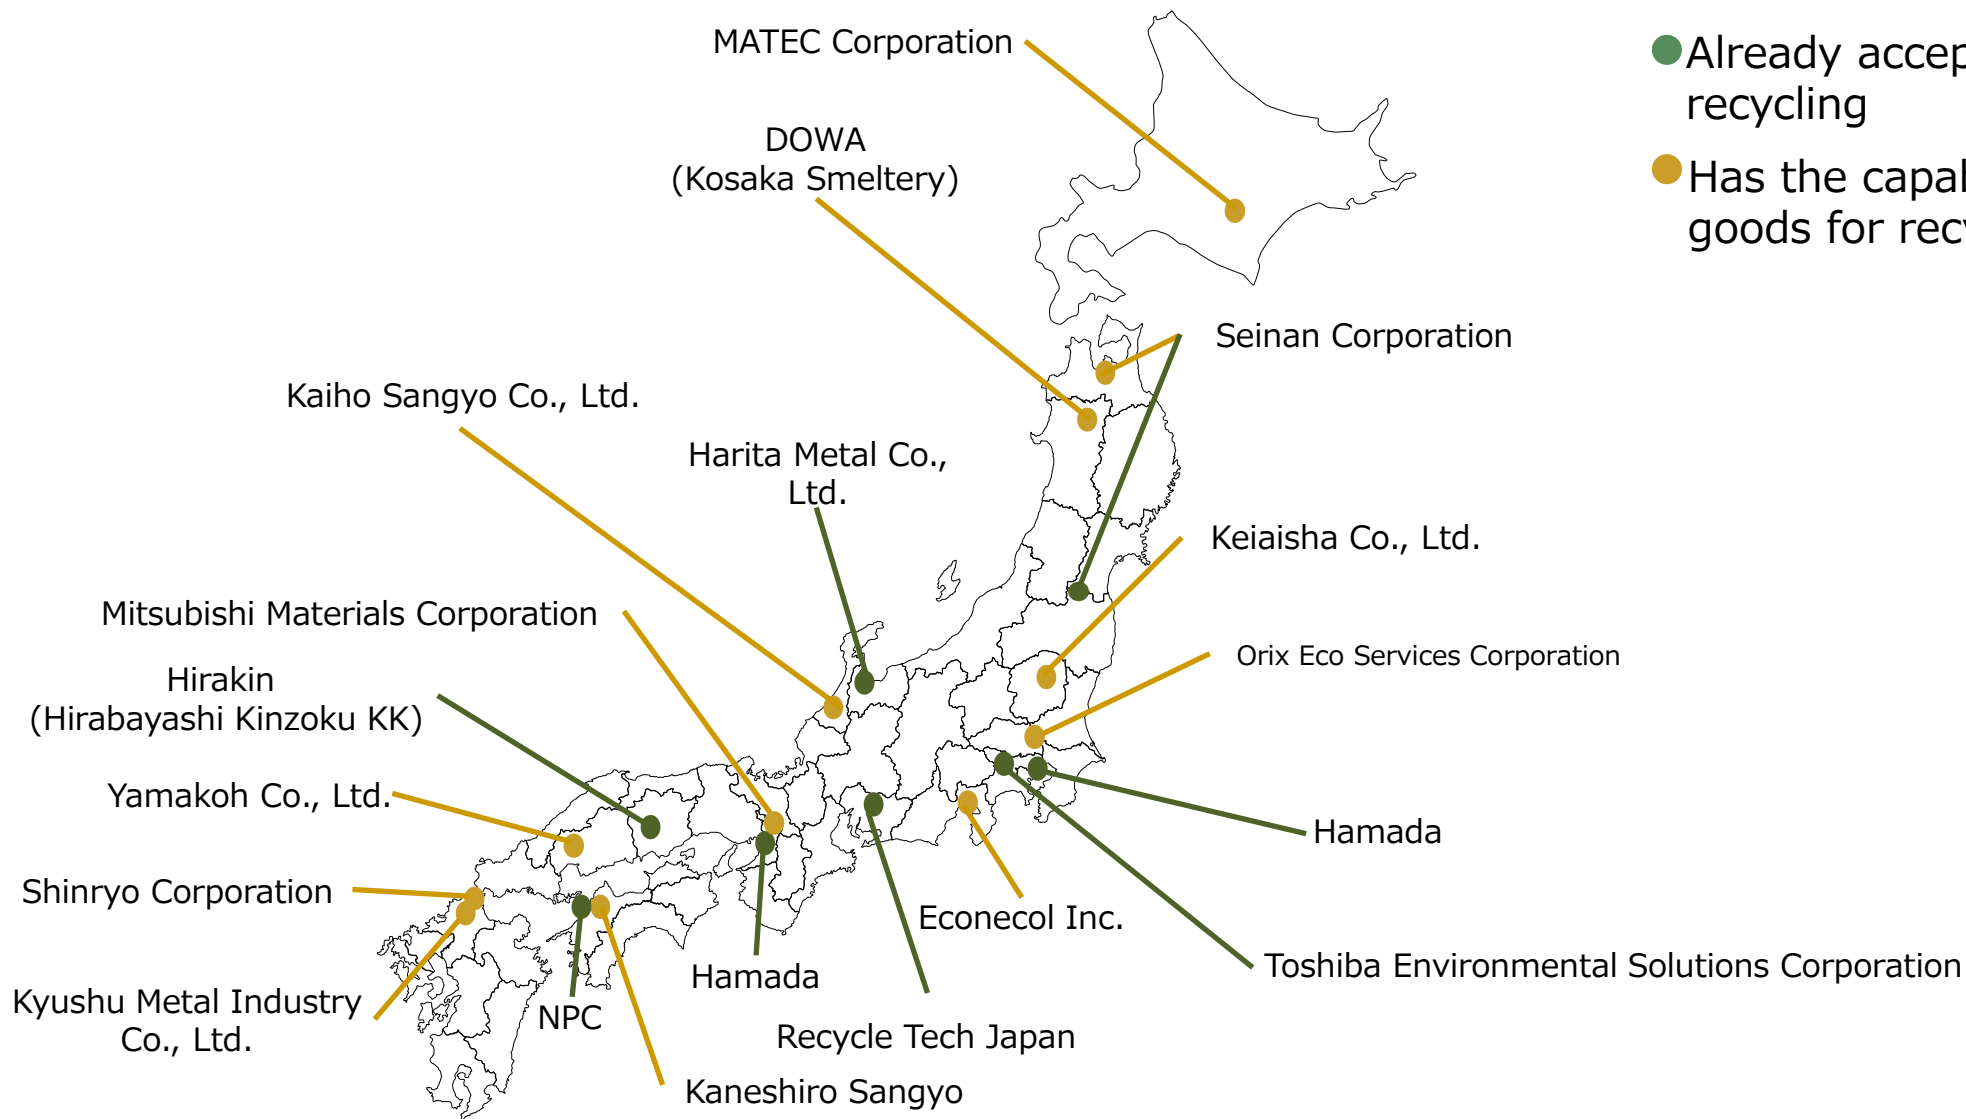 MATEC Corporation
Already accep
recycling
DOWA
(Kosaka Smeltery)
Has the capab
goods for recy
Seinan Corporation
Kaiho Sangyo Co., Ltd.
Harita Metal Co.,
Ltd.
Keiaisha Co., Ltd.
Mitsubishi Materials Corporation
Orix Eco Services Corporation
Hirakin
(Hirabayashi Kinzoku KK)
Yamakoh Co., Ltd.
Hamada
Shinryo Corporation
Econecol Inc.
Toshiba Environmental Solutions Corporation
Hamada
Kyushu Metal Industry
Co., Ltd.
NPC
Recycle Tech Japan
Kaneshiro Sangyo